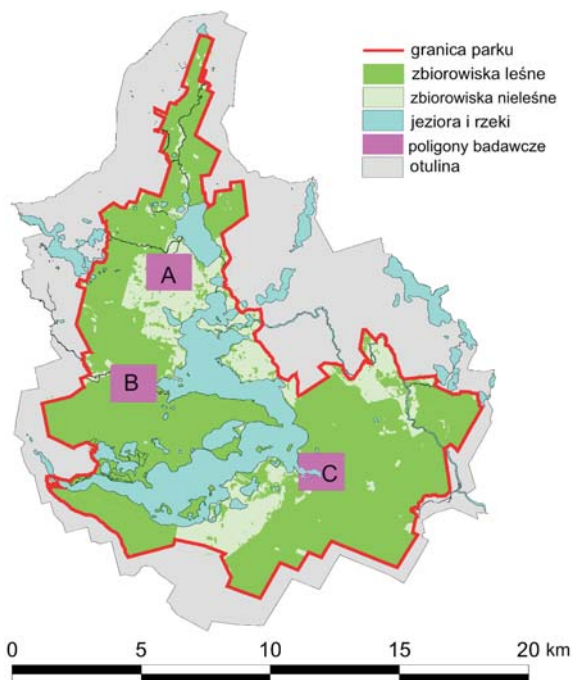 granica parku
zbiorowiska leśne
zbiorowiska nieleśne
jeziora i rzeki
poligony badawcze
otulina
A
B
C
0 5 10 15 20 km